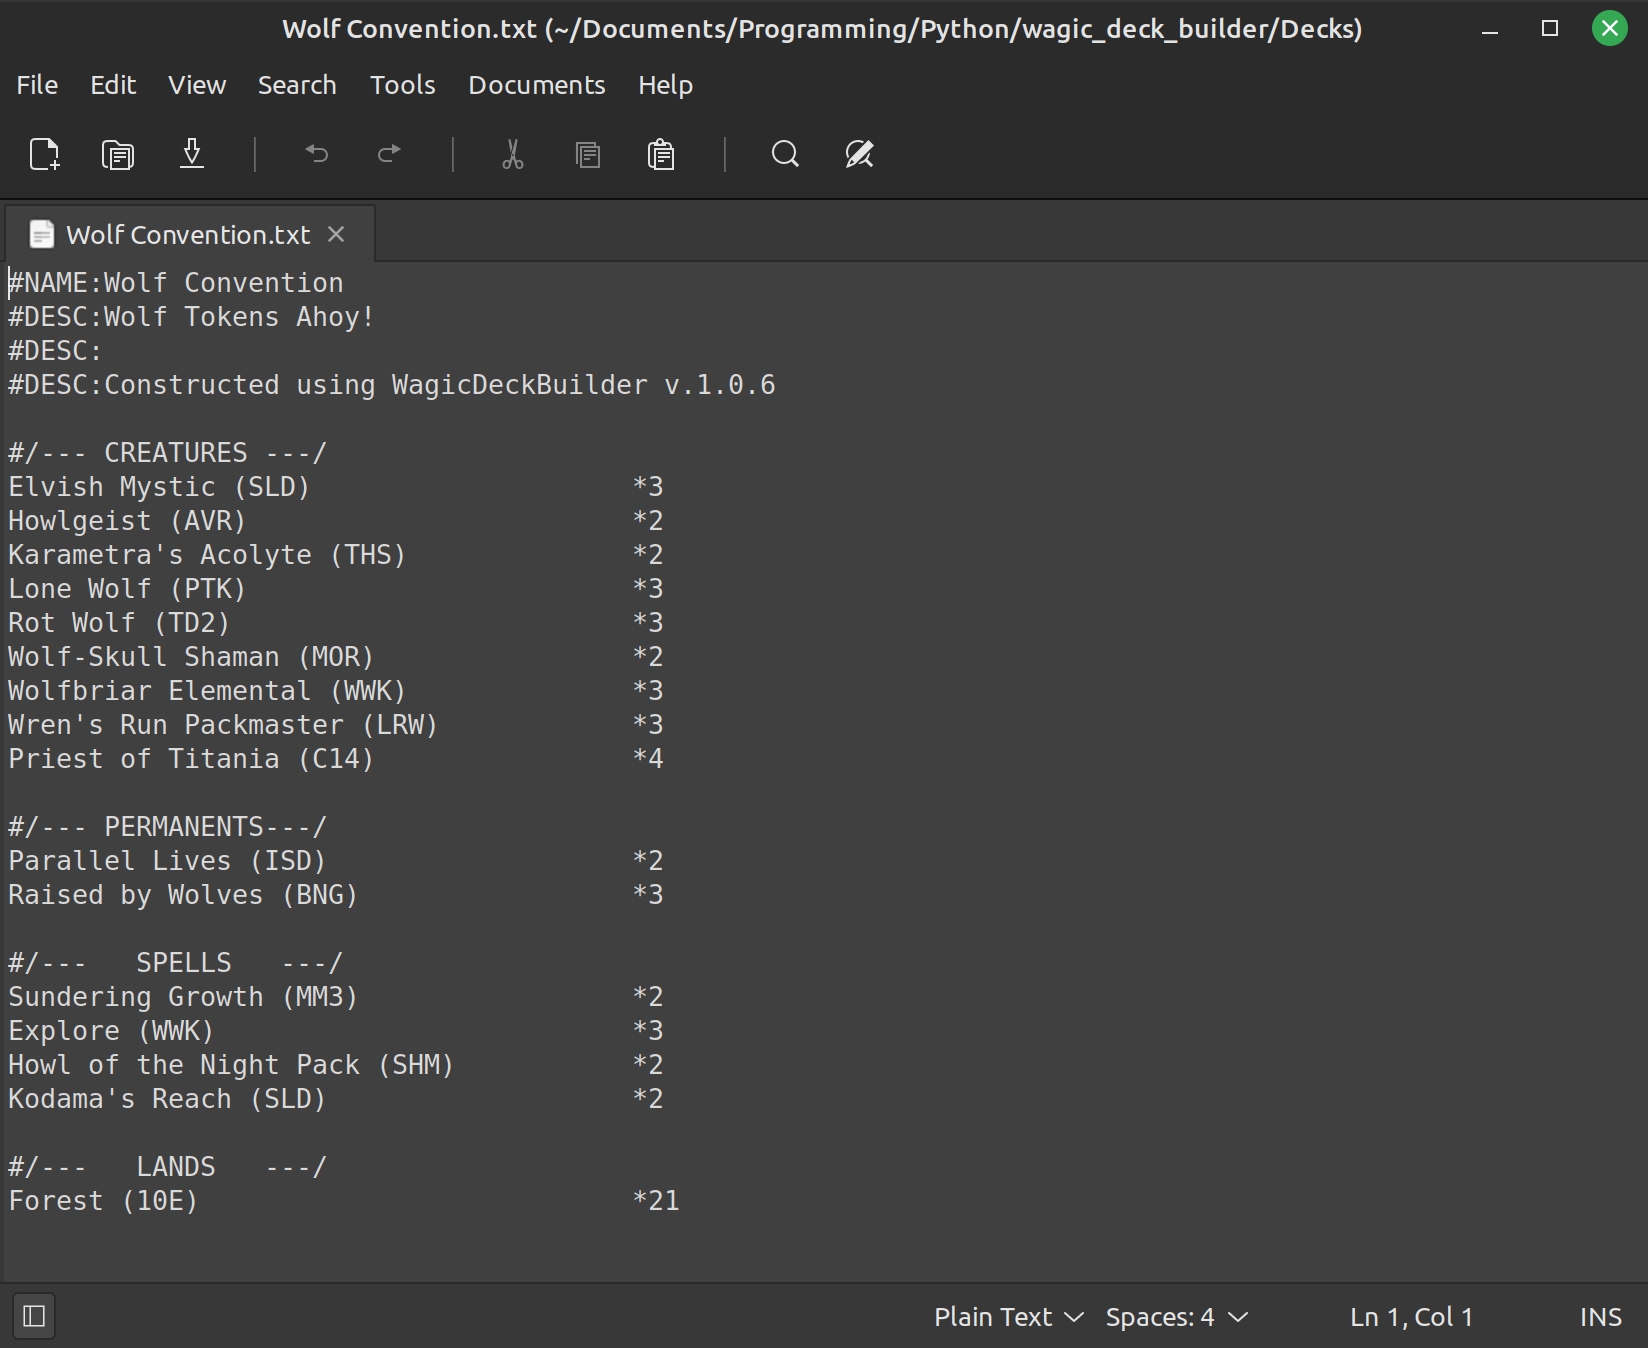 Wolf Convention.txt (~/Documents/Programming/Python/wagic_deck_builder/Decks)
File Edit View Search Tools Documents Help
Wolf Convention.txt
#NAME:Wolf Convention
#DESC:Wolf Tokens Ahoy!
#DESC:
#DESC:Constructed using WagicDeckBuilder v.1.0.6
#/--- CREATURES ---/
Elvish Mystic (SLD) *3
Howlgeist (AVR) *2
Karametra's Acolyte (THS) *2
Lone Wolf (PTK) *3
Rot Wolf (TD2) *3
Wolf-Skull Shaman (MOR) *2
Wolfbriar Elemental (WWK) *3
Wren's Run Packmaster (LRW) *3
Priest of Titania (C14) *4
#/--- PERMANENTS---/
Parallel Lives (ISD) *2
Raised by Wolves (BNG) *3
#/---   SPELLS   ---/
Sundering Growth (MM3) *2
Explore (WWK) *3
Howl of the Night Pack (SHM) *2
Kodama's Reach (SLD) *2
#/---   LANDS   ---/
Forest (10E) *21
Plain Text Spaces: 4 Ln 1, Col 1 INS